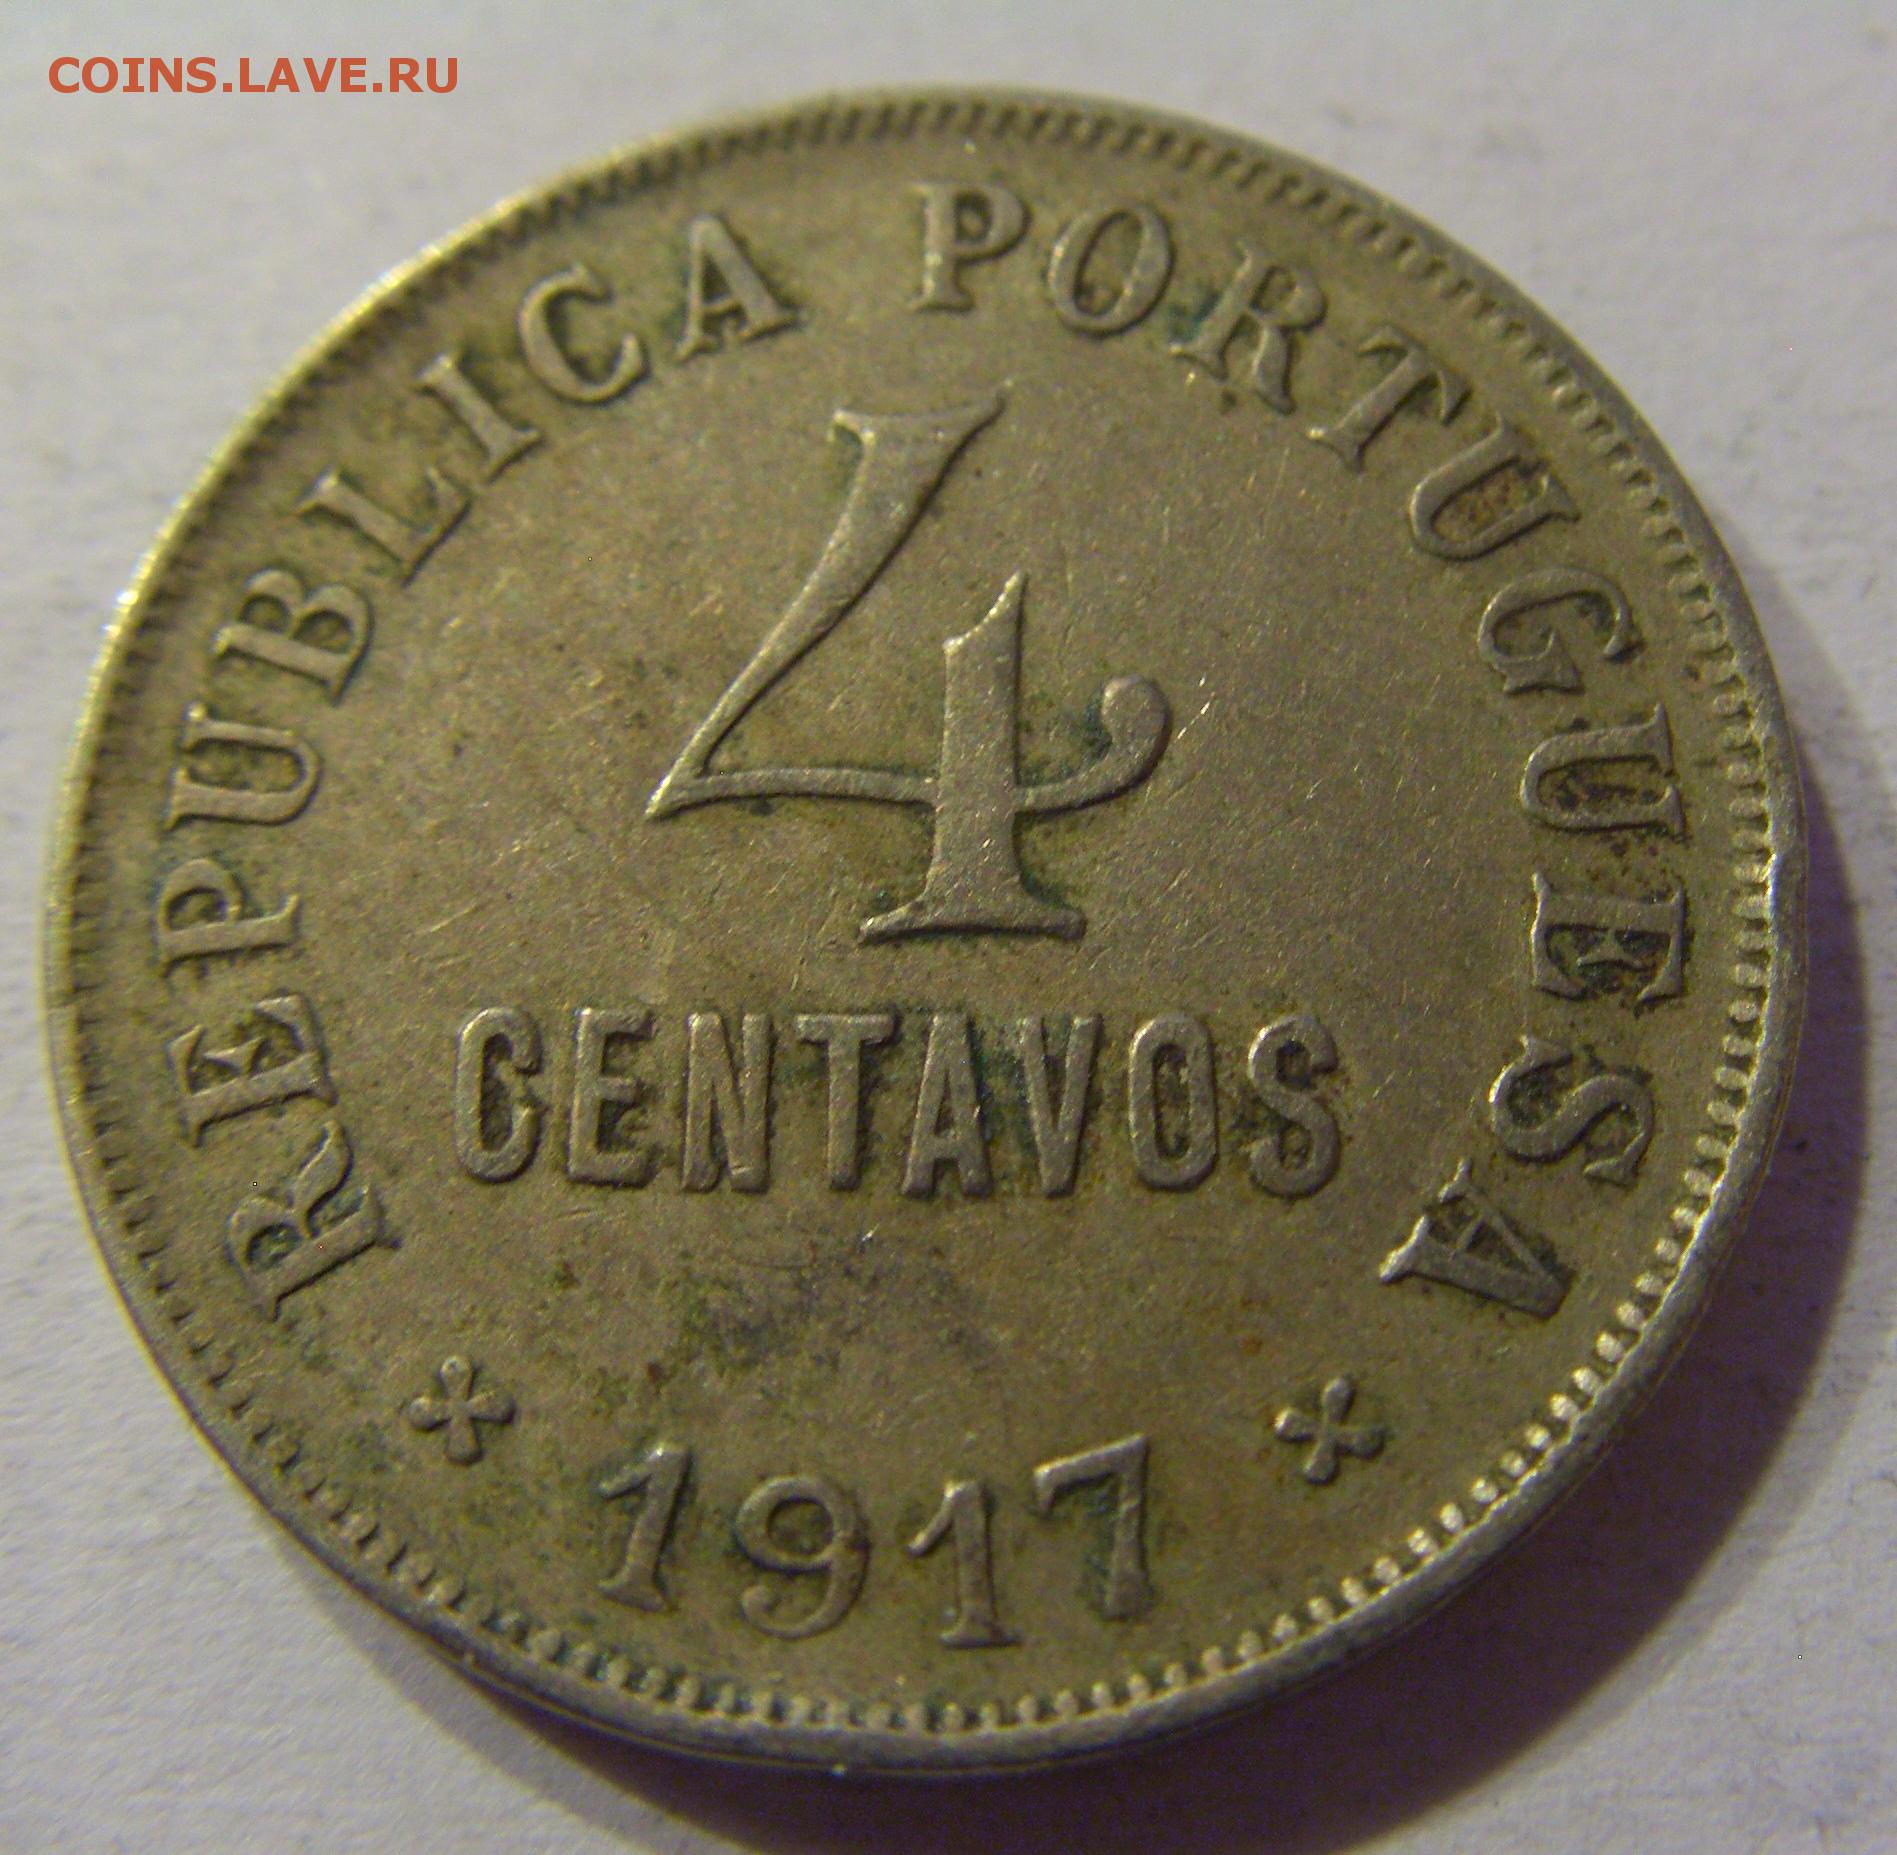 COINS.LAVE.RU
REPUBLICA PORTUGUESA
4
CENTAVOS
1917